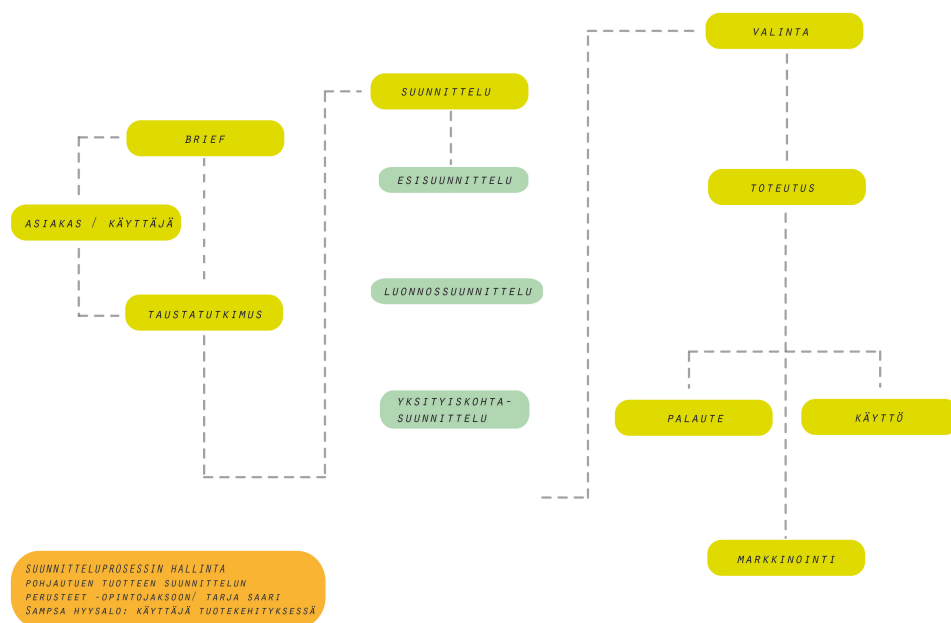 ASIAKAS / KÄYTTÄJÄ
BRIEF
TAUSTATUTKIMUS
SUUNNITTELU
ESISUUNNITTELU
LUONNOSSUUNNITTELU
YKSITYISKOHTA-
SUUNNITTELU
VALINTA
TOTEUTUS
PALAUTE
KÄYTTÖ
MARKKINOINTI
SUUNNITTELUPROSESSIN HALLINTA
POHJAUTUEN TUOTTEEN SUUNNITTELUN
PERUSTEET -OPINTOJAKSOON/ TARJA SAARI
SAMPSA HYYSALO: KÄYTTÄJÄ TUOTEKEHITYKSESSÄ